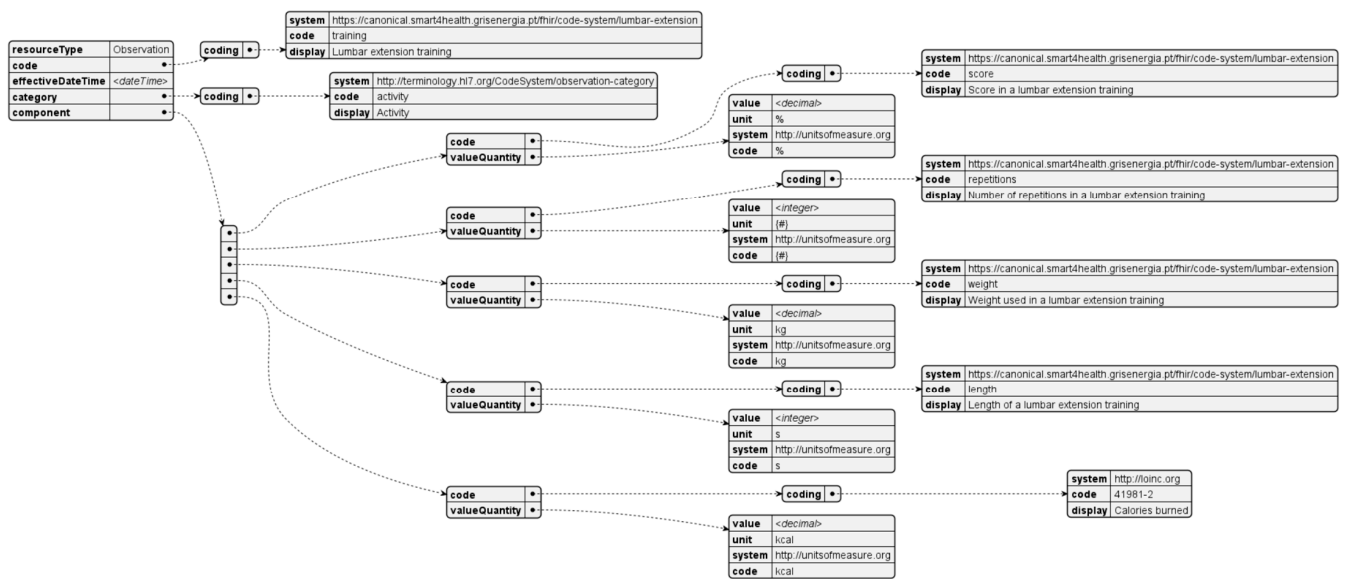 resourceType Observation
code
effectiveDateTime <dateTime>
category
component
coding
system https://canonical.smart4health.grisenergia.pt/fhir/code-system/lumbar-extension
code training
display Lumbar extension training
coding
system http://terminology.hl7.org/CodeSystem/observation-category
code activity
display Activity
code
valueQuantity
coding
system https://canonical.smart4health.grisenergia.pt/fhir/code-system/lumbar-extension
code score
display Score in a lumbar extension training
value <decimal>
unit %
system http://unitsofmeasure.org
code %
code
valueQuantity
coding
system https://canonical.smart4health.grisenergia.pt/fhir/code-system/lumbar-extension
code repetitions
display Number of repetitions in a lumbar extension training
value <integer>
unit {#}
system http://unitsofmeasure.org
code {#}
code
valueQuantity
coding
system https://canonical.smart4health.grisenergia.pt/fhir/code-system/lumbar-extension
code weight
display Weight used in a lumbar extension training
value <decimal>
unit kg
system http://unitsofmeasure.org
code kg
code
valueQuantity
coding
system https://canonical.smart4health.grisenergia.pt/fhir/code-system/lumbar-extension
code length
display Length of a lumbar extension training
value <integer>
unit s
system http://unitsofmeasure.org
code s
code
valueQuantity
coding
system http://loinc.org
code 41981-2
display Calories burned
value <decimal>
unit kcal
system http://unitsofmeasure.org
code kcal